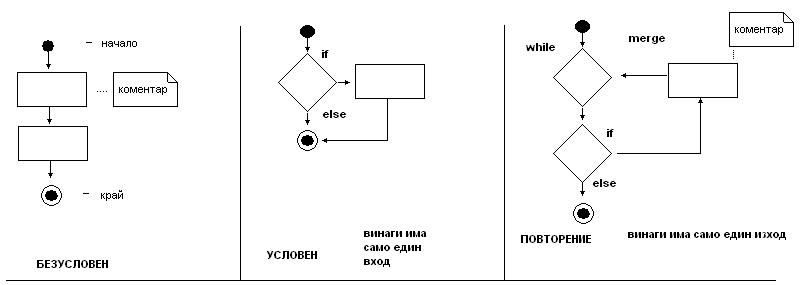 – начало
.... коментар
– край
БЕЗУСЛОВЕН
if
else
УСЛОВЕН
винаги има
само един
вход
коментар
while
merge
if
else
ПОВТОРЕНИЕ
винаги има само един изход